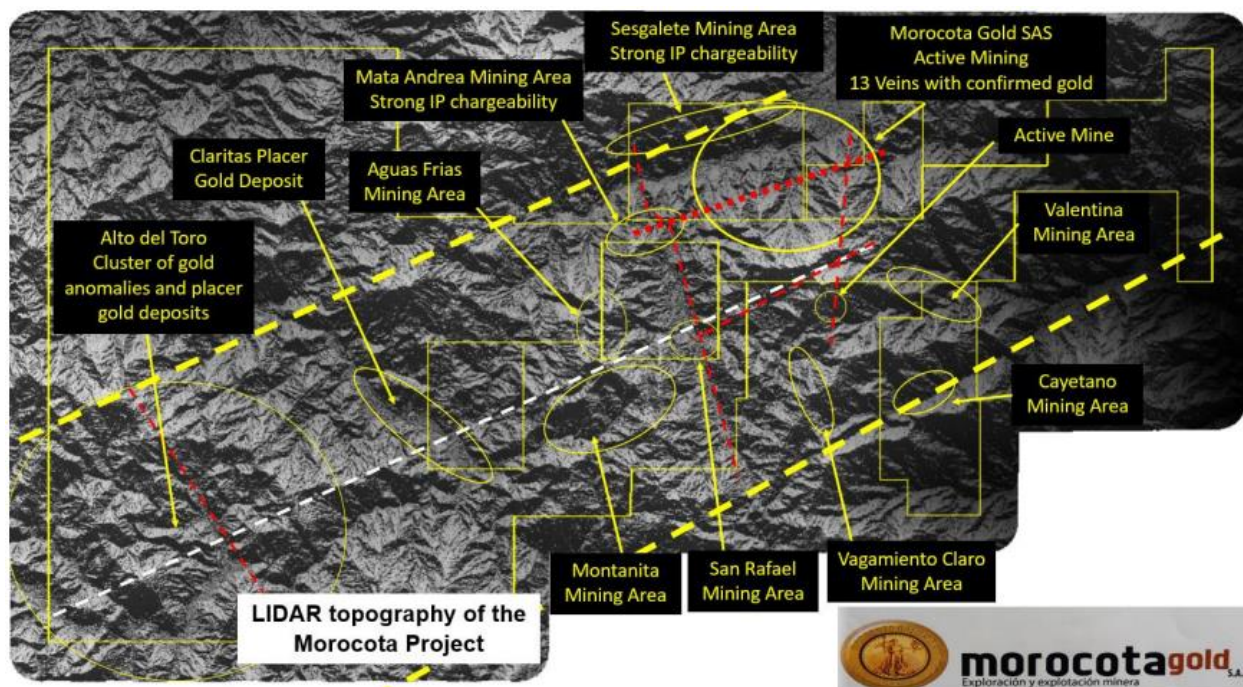 Sesgalete Mining Area
Strong IP chargeability
Morocota Gold SAS
Active Mining
13 Veins with confirmed gold
Mata Andrea Mining Area
Strong IP chargeability
Active Mine
Claritas Placer
Gold Deposit
Aguas Frias
Mining Area
Valentina
Mining Area
Alto del Toro
Cluster of gold
anomalies and placer
gold deposits
Cayetano
Mining Area
Montanita
Mining Area
San Rafael
Mining Area
Vagamiento Claro
Mining Area
LIDAR topography of the
Morocota Project
morocotagold S.A.
Exploración y explotación minera